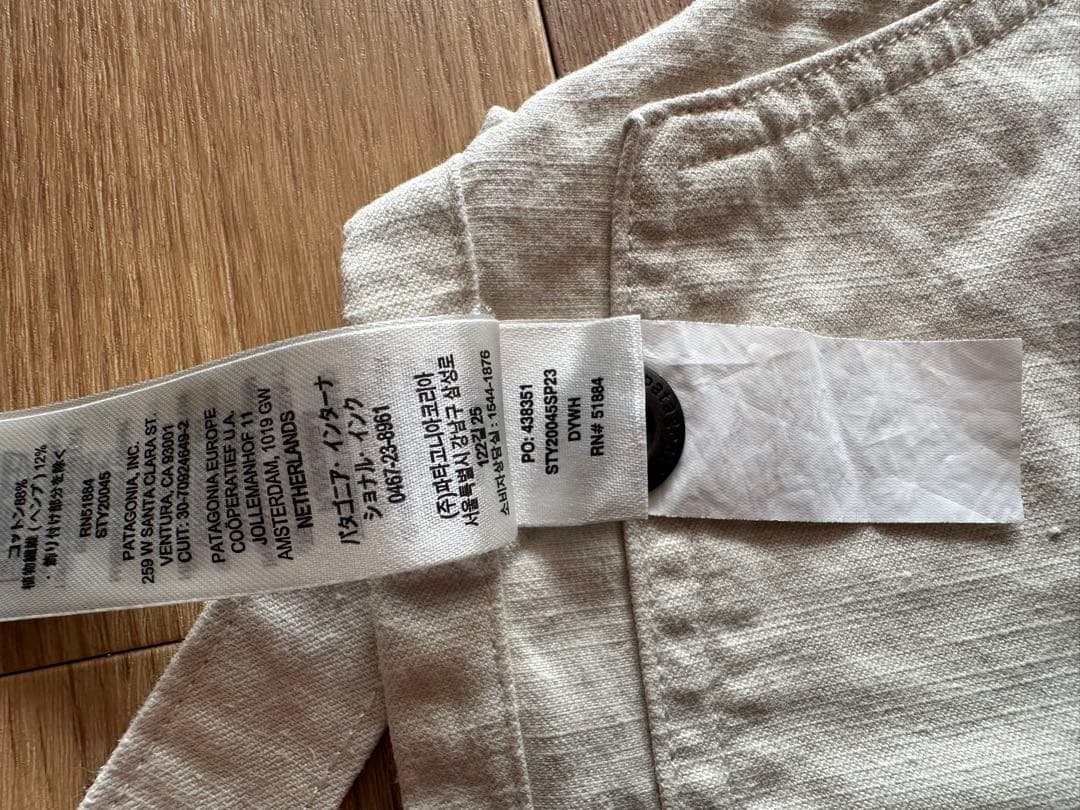 コットン88%
植物繊維（ヘンプ）12%
・飾り付け部分を除く
RN51884
STY20045
PATAGONIA, INC.
259 W SANTA CLARA ST.
VENTURA, CA 93001
CUIT: 30-70924649-2
PATAGONIA EUROPE
COÖPERATIEF U.A.
JOLLEMANHOF 11
AMSTERDAM, 1019 GW
NETHERLANDS
パタゴニア・インターナ
ショナル・インク
0467-23-8961
(주)파타고니아코리아
서울특별시 강남구 삼성로
122길 25
소비자상담실 : 1544-1876
PO: 438351
STY20045SP23
DYWH
RN# 51884